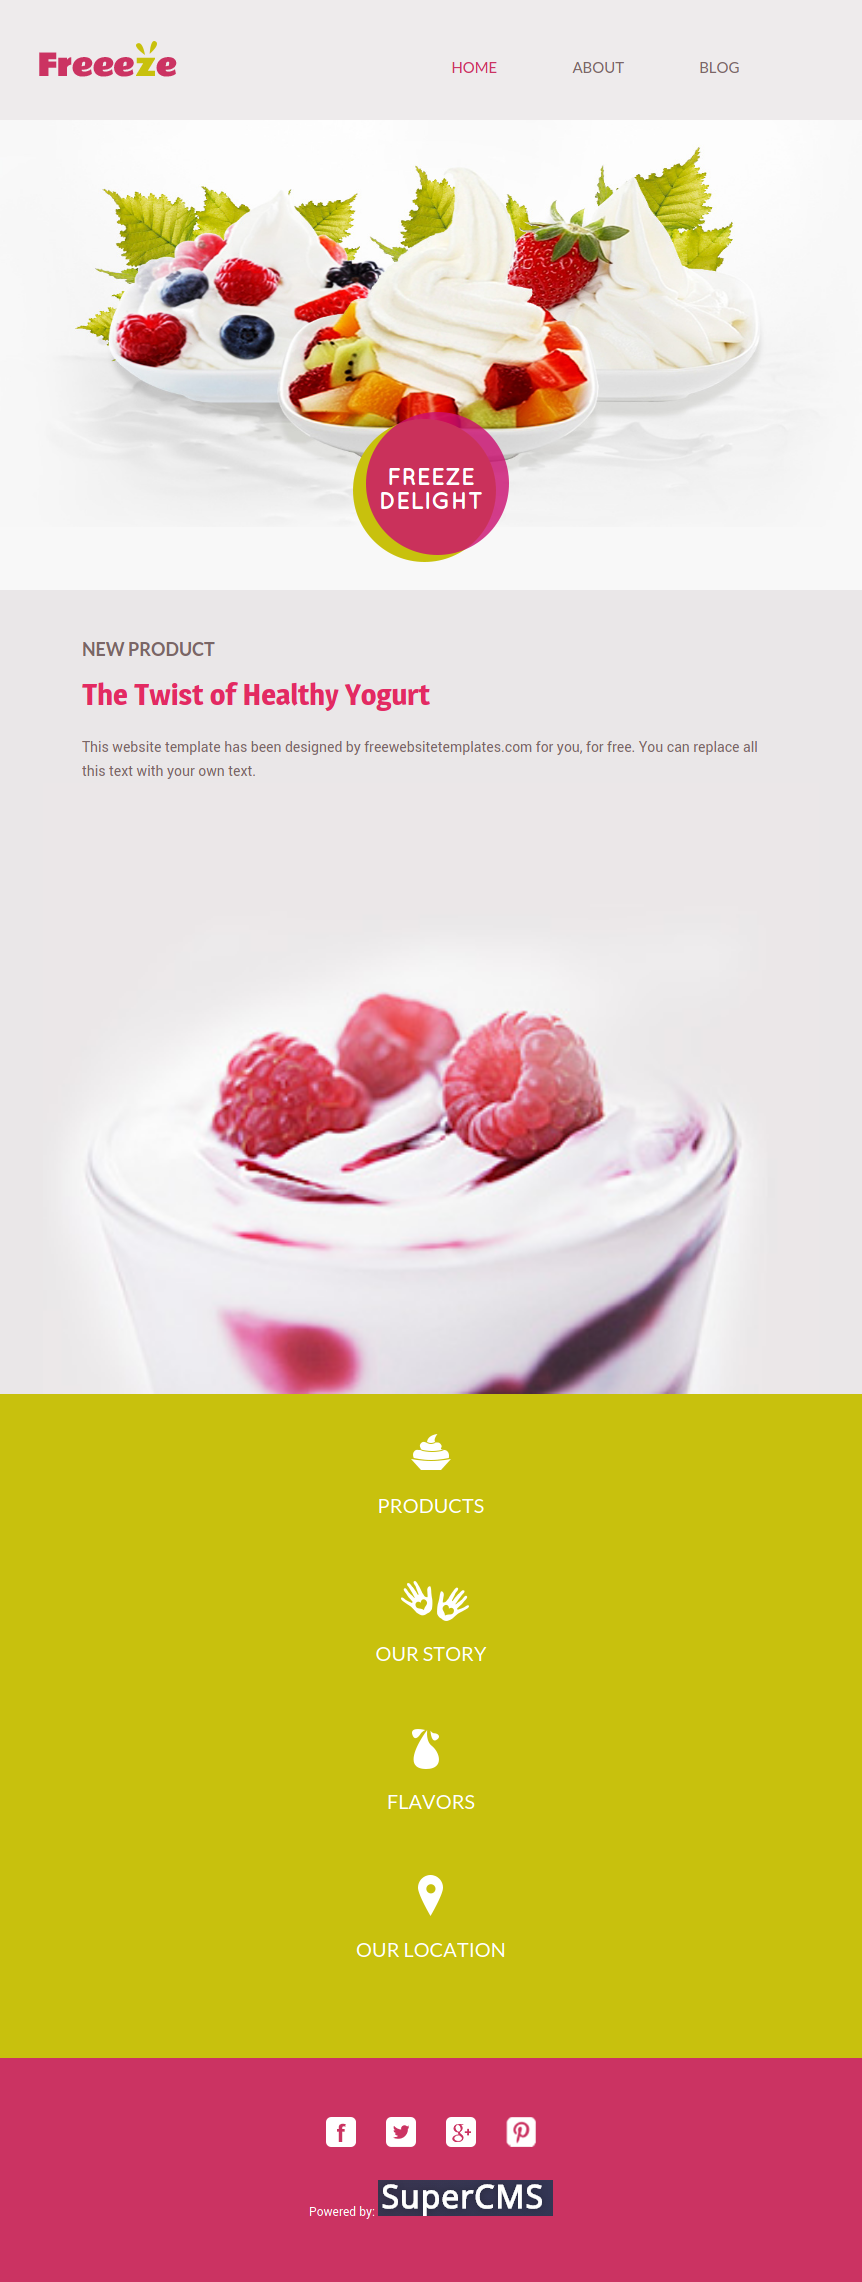 Freeeze
HOME
ABOUT
BLOG
FREEZE
DELIGHT
NEW PRODUCT
The Twist of Healthy Yogurt
This website template has been designed by freewebsitetemplates.com for you, for free. You can replace all
this text with your own text.
PRODUCTS
OUR STORY
FLAVORS
OUR LOCATION
f
g+
Powered by: SuperCMS